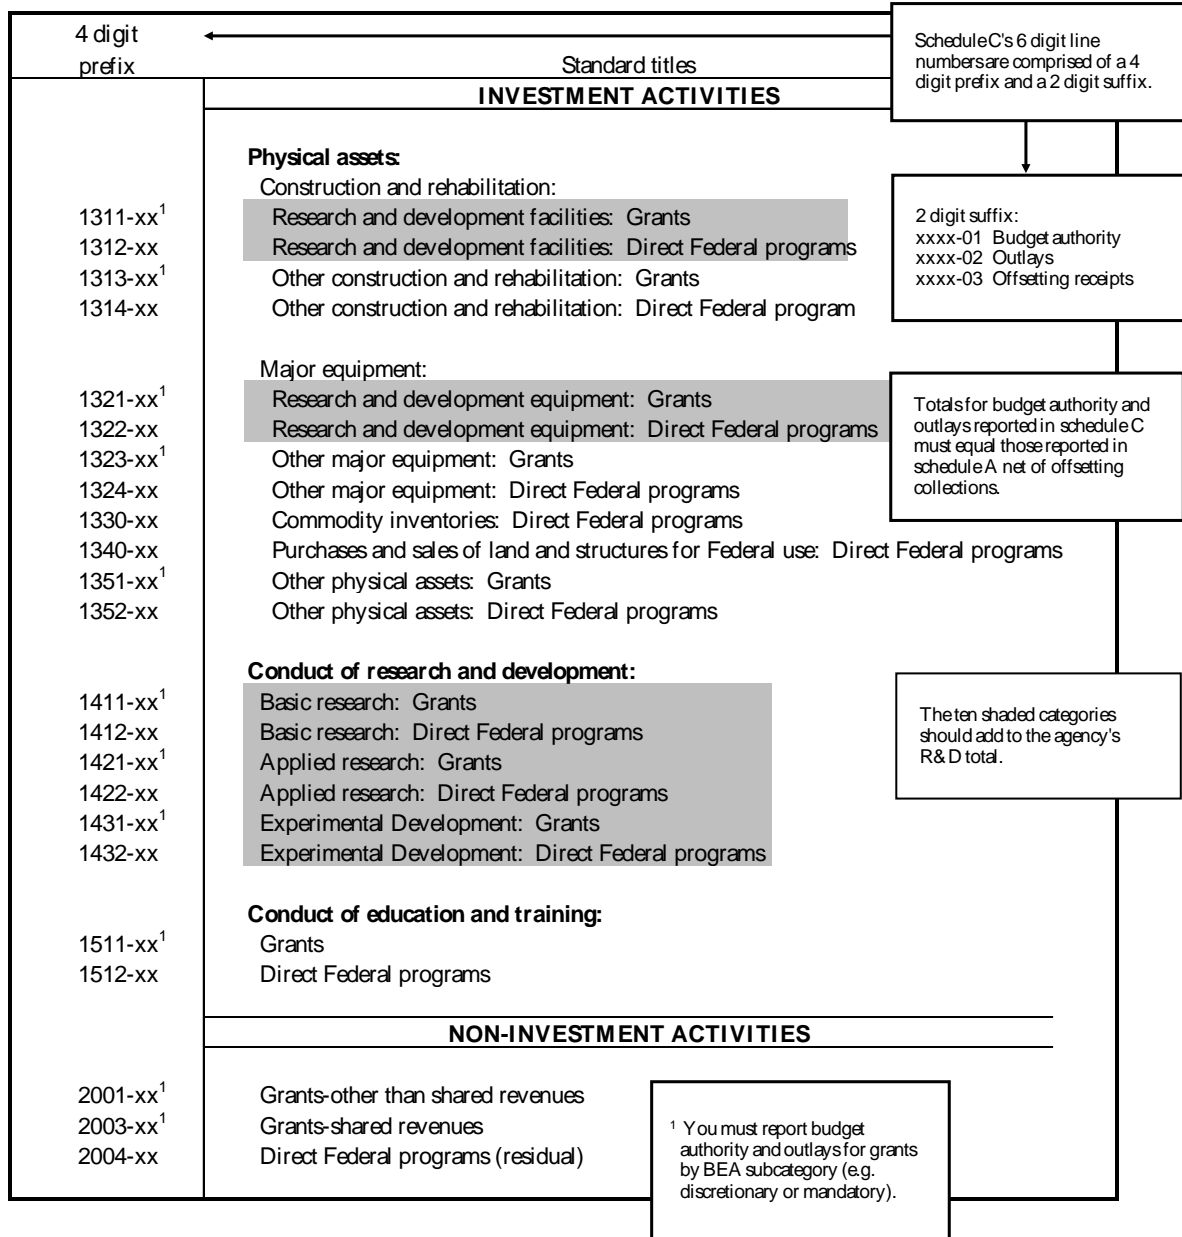 4 digit
prefix Standard titles
Schedule C's 6 digit line
numbers are comprised of a 4
digit prefix and a 2 digit suffix.
INVESTMENT ACTIVITIES
Physical assets:
Construction and rehabilitation:
1311-xx¹ Research and development facilities: Grants
1312-xx Research and development facilities: Direct Federal programs
1313-xx¹ Other construction and rehabilitation: Grants
1314-xx Other construction and rehabilitation: Direct Federal program
2 digit suffix:
xxxx-01 Budget authority
xxxx-02 Outlays
xxxx-03 Offsetting receipts
Major equipment:
1321-xx¹ Research and development equipment: Grants
1322-xx Research and development equipment: Direct Federal programs
1323-xx¹ Other major equipment: Grants
1324-xx Other major equipment: Direct Federal programs
1330-xx Commodity inventories: Direct Federal programs
1340-xx Purchases and sales of land and structures for Federal use: Direct Federal programs
1351-xx¹ Other physical assets: Grants
1352-xx Other physical assets: Direct Federal programs
Totals for budget authority and
outlays reported in schedule C
must equal those reported in
schedule A net of offsetting
collections.
Conduct of research and development:
1411-xx¹ Basic research: Grants
1412-xx Basic research: Direct Federal programs
1421-xx¹ Applied research: Grants
1422-xx Applied research: Direct Federal programs
1431-xx¹ Experimental Development: Grants
1432-xx Experimental Development: Direct Federal programs
The ten shaded categories
should add to the agency's
R&D total.
Conduct of education and training:
1511-xx¹ Grants
1512-xx Direct Federal programs
NON-INVESTMENT ACTIVITIES
2001-xx¹ Grants-other than shared revenues
2003-xx¹ Grants-shared revenues
2004-xx Direct Federal programs (residual)
¹ You must report budget
authority and outlays for grants
by BEA subcategory (e.g.
discretionary or mandatory).